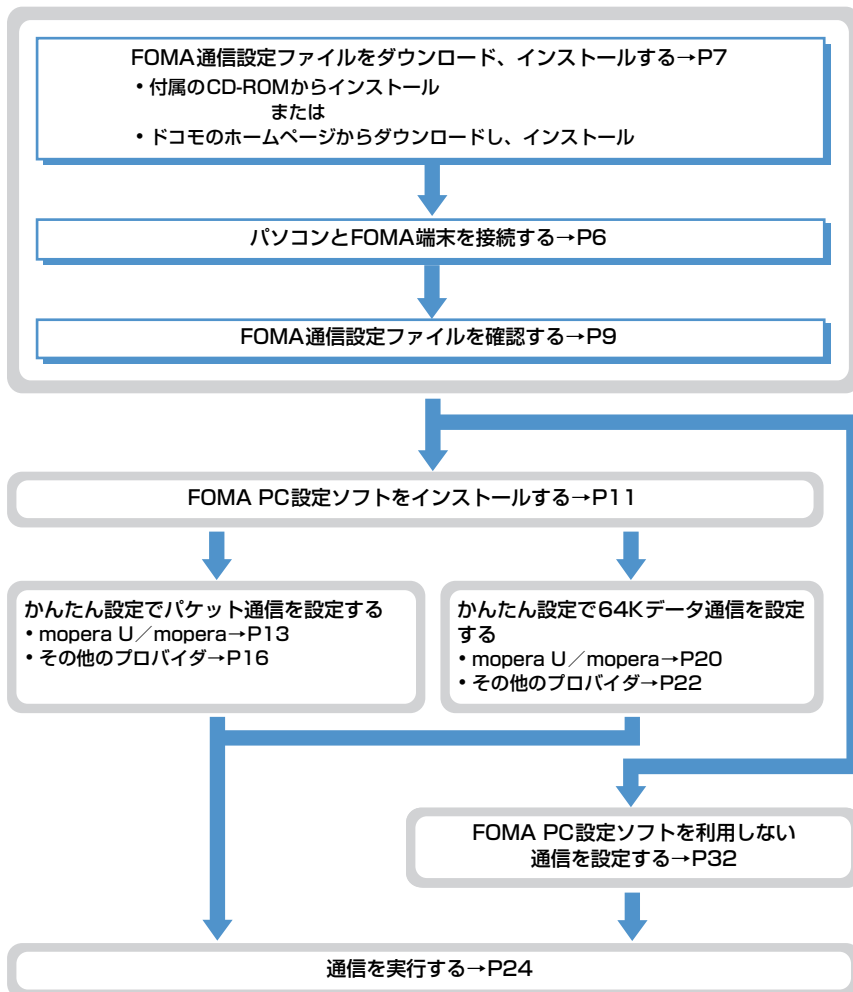 FOMA通信設定ファイルをダウンロード、インストールする→P7
• 付属のCD-ROMからインストール
または
• ドコモのホームページからダウンロードし、インストール
パソコンとFOMA端末を接続する→P6
FOMA通信設定ファイルを確認する→P9
FOMA PC設定ソフトをインストールする→P11
かんたん設定でパケット通信を設定する
• mopera U／mopera→P13
• その他のプロバイダ→P16
かんたん設定で64Kデータ通信を設定
する
• mopera U／mopera→P20
• その他のプロバイダ→P22
FOMA PC設定ソフトを利用しない
通信を設定する→P32
通信を実行する→P24